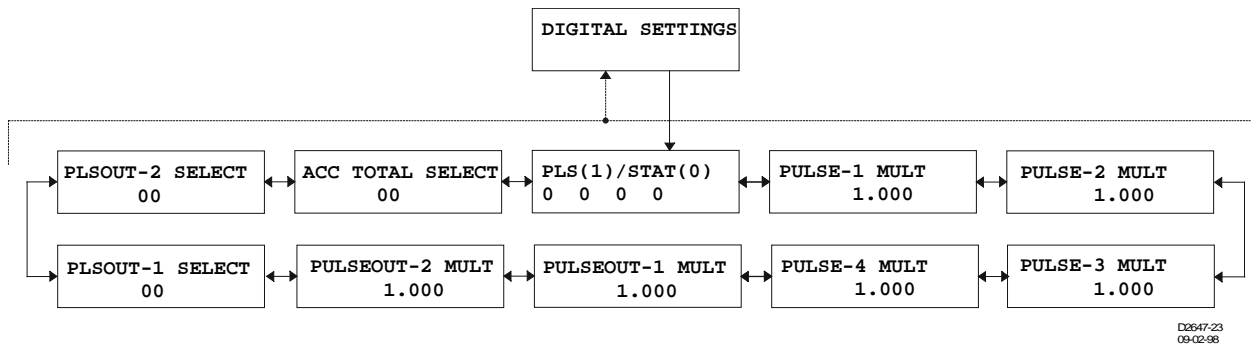 DIGITAL SETTINGS
PLSOUT-2 SELECT
00
ACC TOTAL SELECT
00
PLS(1)/STAT(0)
0 0 0 0
PULSE-1 MULT
1.000
PULSE-2 MULT
1.000
PLSOUT-1 SELECT
00
PULSEOUT-2 MULT
1.000
PULSEOUT-1 MULT
1.000
PULSE-4 MULT
1.000
PULSE-3 MULT
1.000
D2647-23
09-02-98